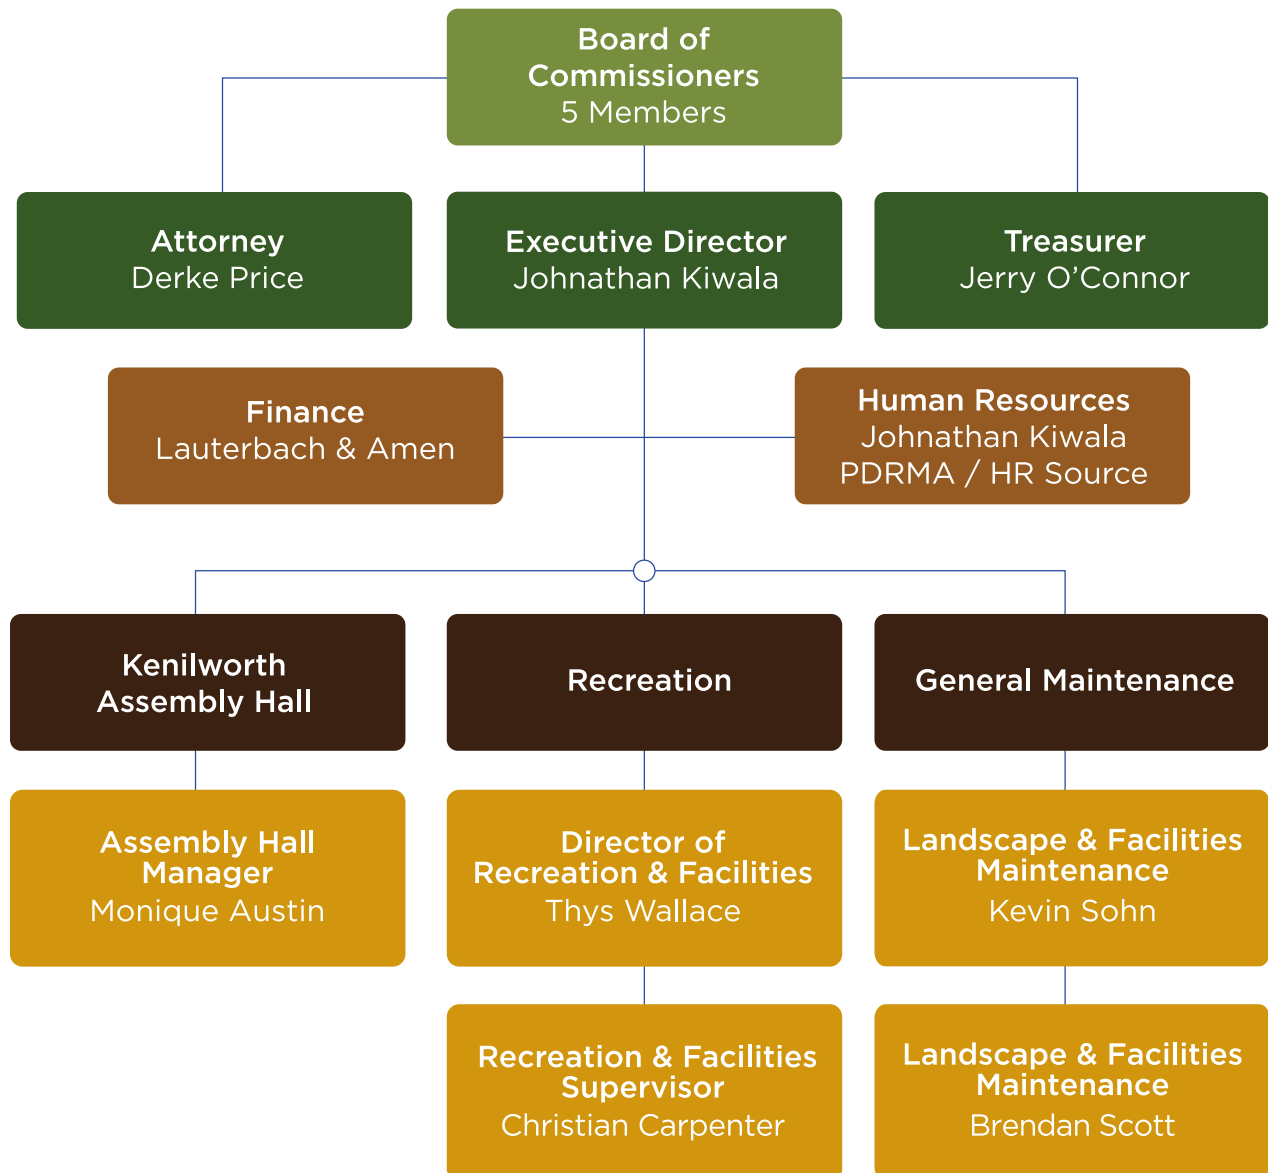 Board of
Commissioners
5 Members
Attorney
Derke Price
Executive Director
Johnathan Kiwala
Treasurer
Jerry O’Connor
Finance
Lauterbach & Amen
Human Resources
Johnathan Kiwala
PDRMA / HR Source
Kenilworth
Assembly Hall
Recreation
General Maintenance
Assembly Hall
Manager
Monique Austin
Director of
Recreation & Facilities
Thys Wallace
Landscape & Facilities
Maintenance
Kevin Sohn
Recreation & Facilities
Supervisor
Christian Carpenter
Landscape & Facilities
Maintenance
Brendan Scott